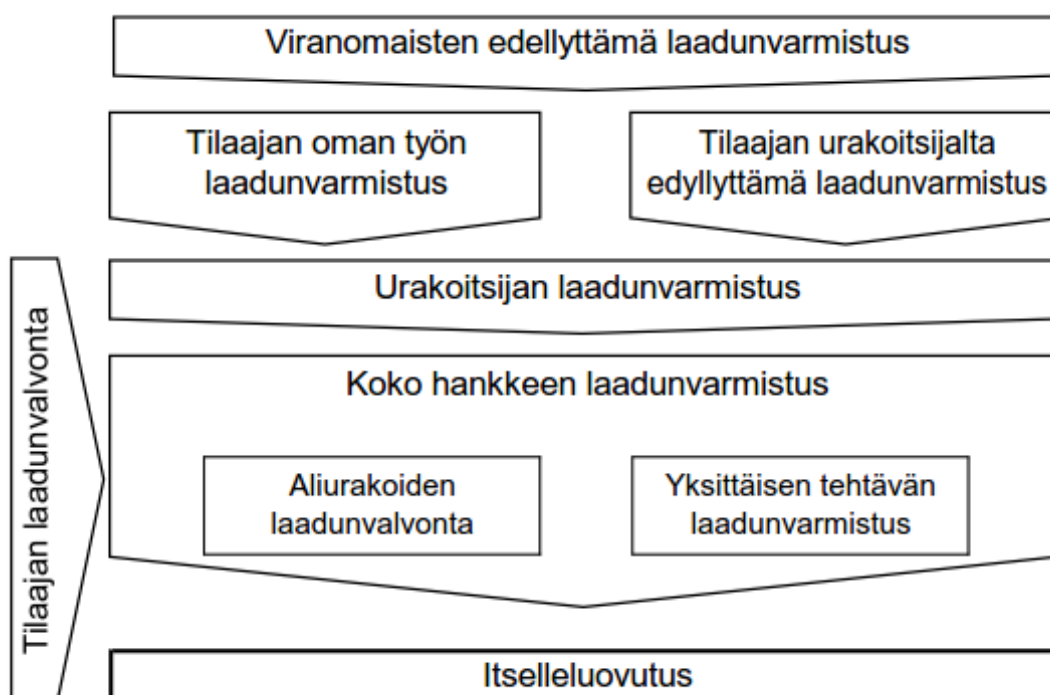 Viranomaisten edellyttämä laadunvarmistus
Tilaajan oman työn
laadunvarmistus
Tilaajan urakoitsijalta
edyllyttämä laadunvarmistus
Tilaajan laadunvalvonta
Urakoitsijan laadunvarmistus
Koko hankkeen laadunvarmistus
Aliurakoiden
laadunvalvonta
Yksittäisen tehtävän
laadunvarmistus
Itselleluovutus